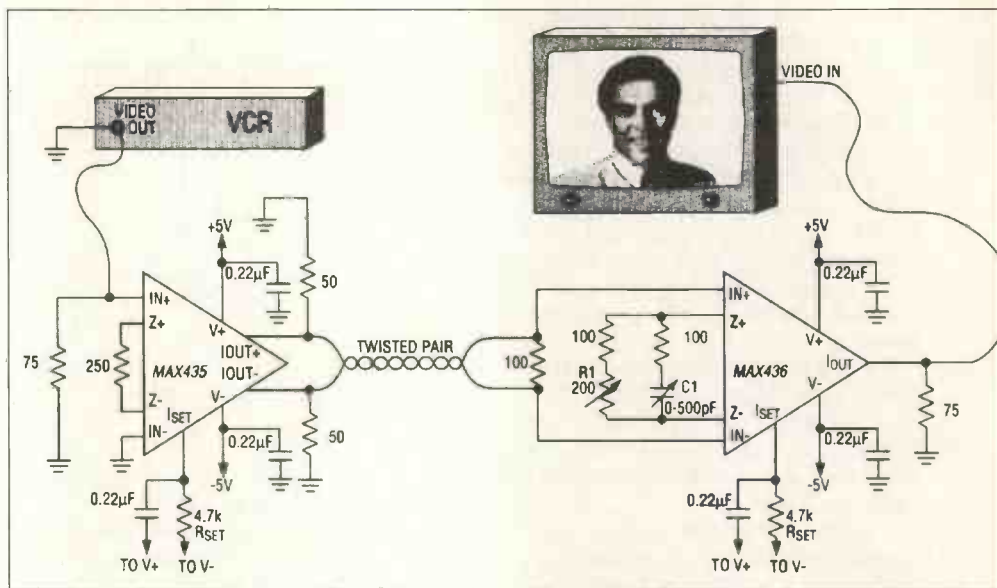 VIDEO
OUT
VCR
VIDEO IN
+5V
0.22µF
50
75
IN+
Z+
250
Z-
IN-
MAX435
V+
IOUT+
IOUT-
V-
ISET
0.22µF
-5V
50
0.22µF
4.7k
RSET
TO V+
TO V-
TWISTED PAIR
100
+5V
0.22µF
IN+
Z+
100
100
R1
200
C1
0-500pF
Z-
IN-
MAX436
V+
IOUT
V-
ISET
0.22µF
-5V
75
0.22µF
4.7k
RSET
TO V+
TO V-